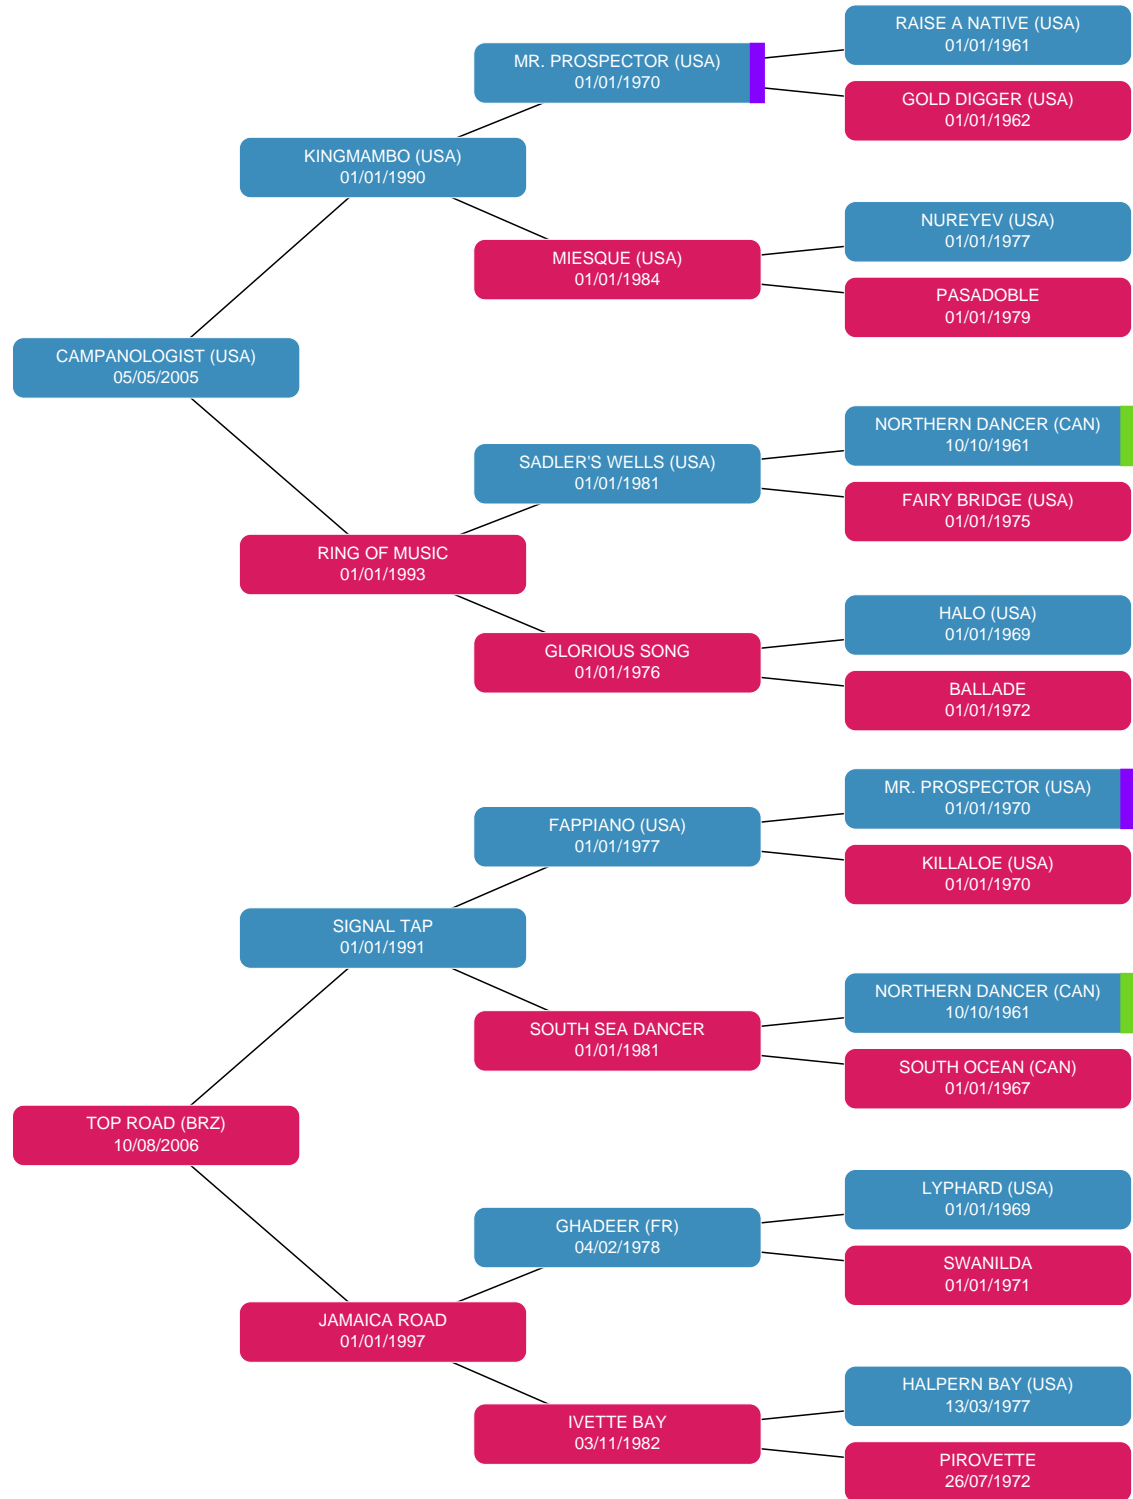 RAISE A NATIVE (USA)
01/01/1961
MR. PROSPECTOR (USA)
01/01/1970
GOLD DIGGER (USA)
01/01/1962
KINGMAMBO (USA)
01/01/1990
NUREYEV (USA)
01/01/1977
MIESQUE (USA)
01/01/1984
PASADOBLE
01/01/1979
CAMPANOLOGIST (USA)
05/05/2005
NORTHERN DANCER (CAN)
10/10/1961
SADLER'S WELLS (USA)
01/01/1981
FAIRY BRIDGE (USA)
01/01/1975
RING OF MUSIC
01/01/1993
HALO (USA)
01/01/1969
GLORIOUS SONG
01/01/1976
BALLADE
01/01/1972
MR. PROSPECTOR (USA)
01/01/1970
FAPPIANO (USA)
01/01/1977
KILLALOE (USA)
01/01/1970
SIGNAL TAP
01/01/1991
NORTHERN DANCER (CAN)
10/10/1961
SOUTH SEA DANCER
01/01/1981
SOUTH OCEAN (CAN)
01/01/1967
TOP ROAD (BRZ)
10/08/2006
LYPHARD (USA)
01/01/1969
GHADEER (FR)
04/02/1978
SWANILDA
01/01/1971
JAMAICA ROAD
01/01/1997
HALPERN BAY (USA)
13/03/1977
IVETTE BAY
03/11/1982
PIROVETTE
26/07/1972